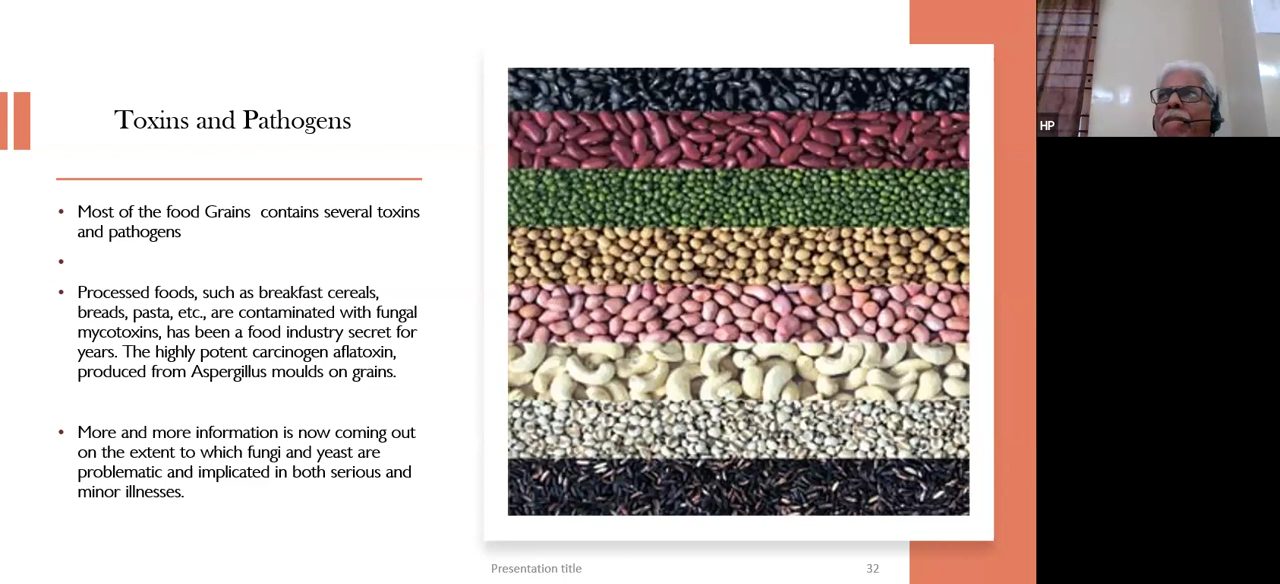 Toxins and Pathogens
• Most of the food Grains  contains several toxins
and pathogens
•
• Processed foods, such as breakfast cereals,
breads, pasta, etc., are contaminated with fungal
mycotoxins, has been a food industry secret for
years. The highly potent carcinogen aflatoxin,
produced from Aspergillus moulds on grains.
• More and more information is now coming out
on the extent to which fungi and yeast are
problematic and implicated in both serious and
minor illnesses.
Presentation title
32
HP